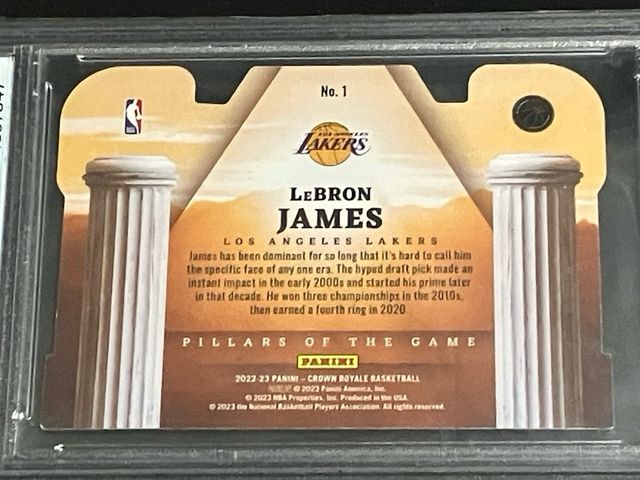 No. 1
LOS ANGELES
LAKERS
LEBRON
JAMES
LOS ANGELES LAKERS
James has been dominant for so long that it's hard to call him
the specific face of any one era. The hyped draft pick made an
instant impact in the early 2000s and started his prime later
in that decade. He won three championships in the 2010s,
then earned a fourth ring in 2020
PILLARS OF THE GAME
PANINI
2022-23 PANINI – CROWN ROYALE BASKETBALL
© 2023 Panini America, Inc.
© 2023 NBA Properties, Inc. Produced in the USA.
© 2023 the National Basketball Players Association. All rights reserved.